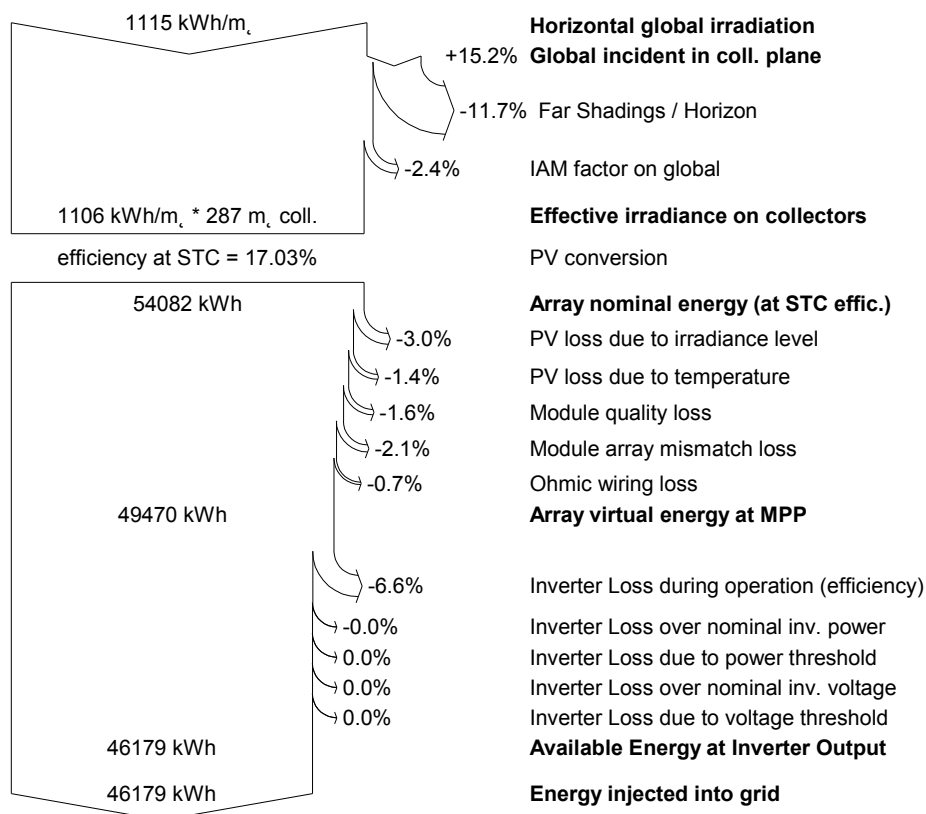 1115 kWh/m˛ Horizontal global irradiation
+15.2% Global incident in coll. plane
-11.7% Far Shadings / Horizon
-2.4% IAM factor on global
1106 kWh/m˛ * 287 m˛ coll. Effective irradiance on collectors
efficiency at STC = 17.03% PV conversion
54082 kWh Array nominal energy (at STC effic.)
-3.0% PV loss due to irradiance level
-1.4% PV loss due to temperature
-1.6% Module quality loss
-2.1% Module array mismatch loss
-0.7% Ohmic wiring loss
49470 kWh Array virtual energy at MPP
-6.6% Inverter Loss during operation (efficiency)
-0.0% Inverter Loss over nominal inv. power
0.0% Inverter Loss due to power threshold
0.0% Inverter Loss over nominal inv. voltage
0.0% Inverter Loss due to voltage threshold
46179 kWh Available Energy at Inverter Output
46179 kWh Energy injected into grid